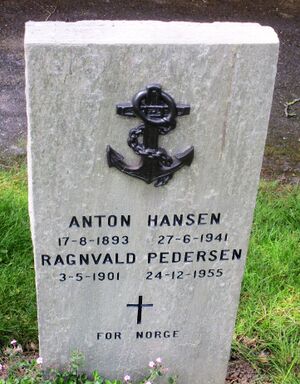 ANTON HANSEN
17-8-1893 27-6-1941
RAGNVALD PEDERSEN
3-5-1901 24-12-1955
FOR NORGE